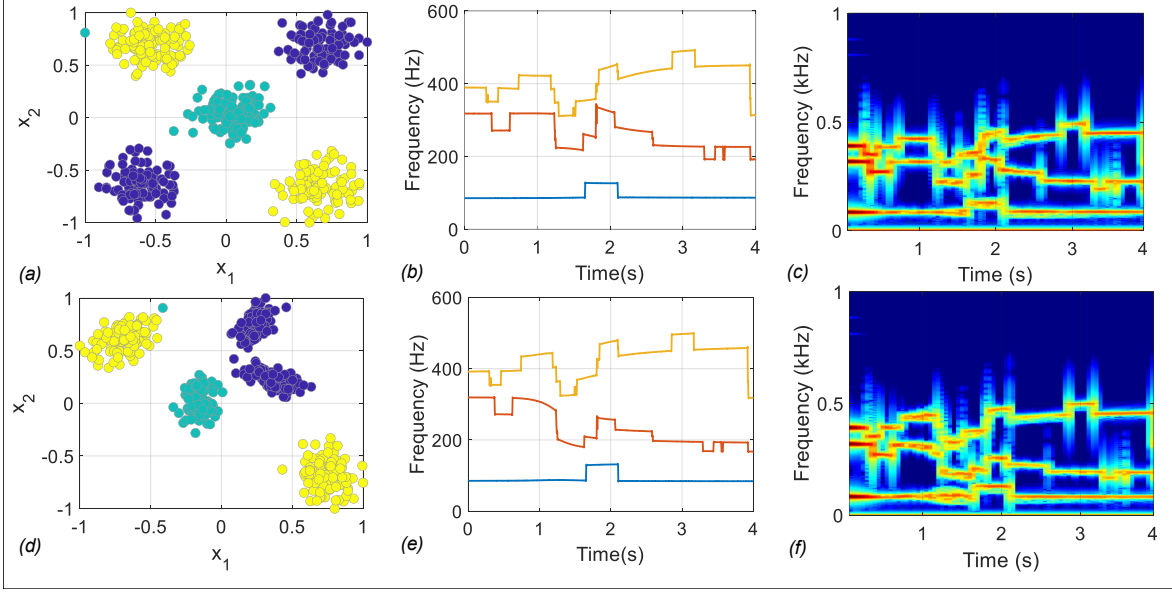 1
0.5
0
-0.5
-1
-1 -0.5 0 0.5 1
x2
x1
(a)
600
400
200
0
0 1 2 3 4
Frequency (Hz)
Time(s)
(b)
1
0.5
0
1 2 3 4
Frequency (kHz)
Time (s)
(c)
1
0.5
0
-0.5
-1
-1 -0.5 0 0.5 1
x2
x1
(d)
600
400
200
0
0 1 2 3 4
Frequency (Hz)
Time(s)
(e)
1
0.5
0
1 2 3 4
Frequency (kHz)
Time (s)
(f)